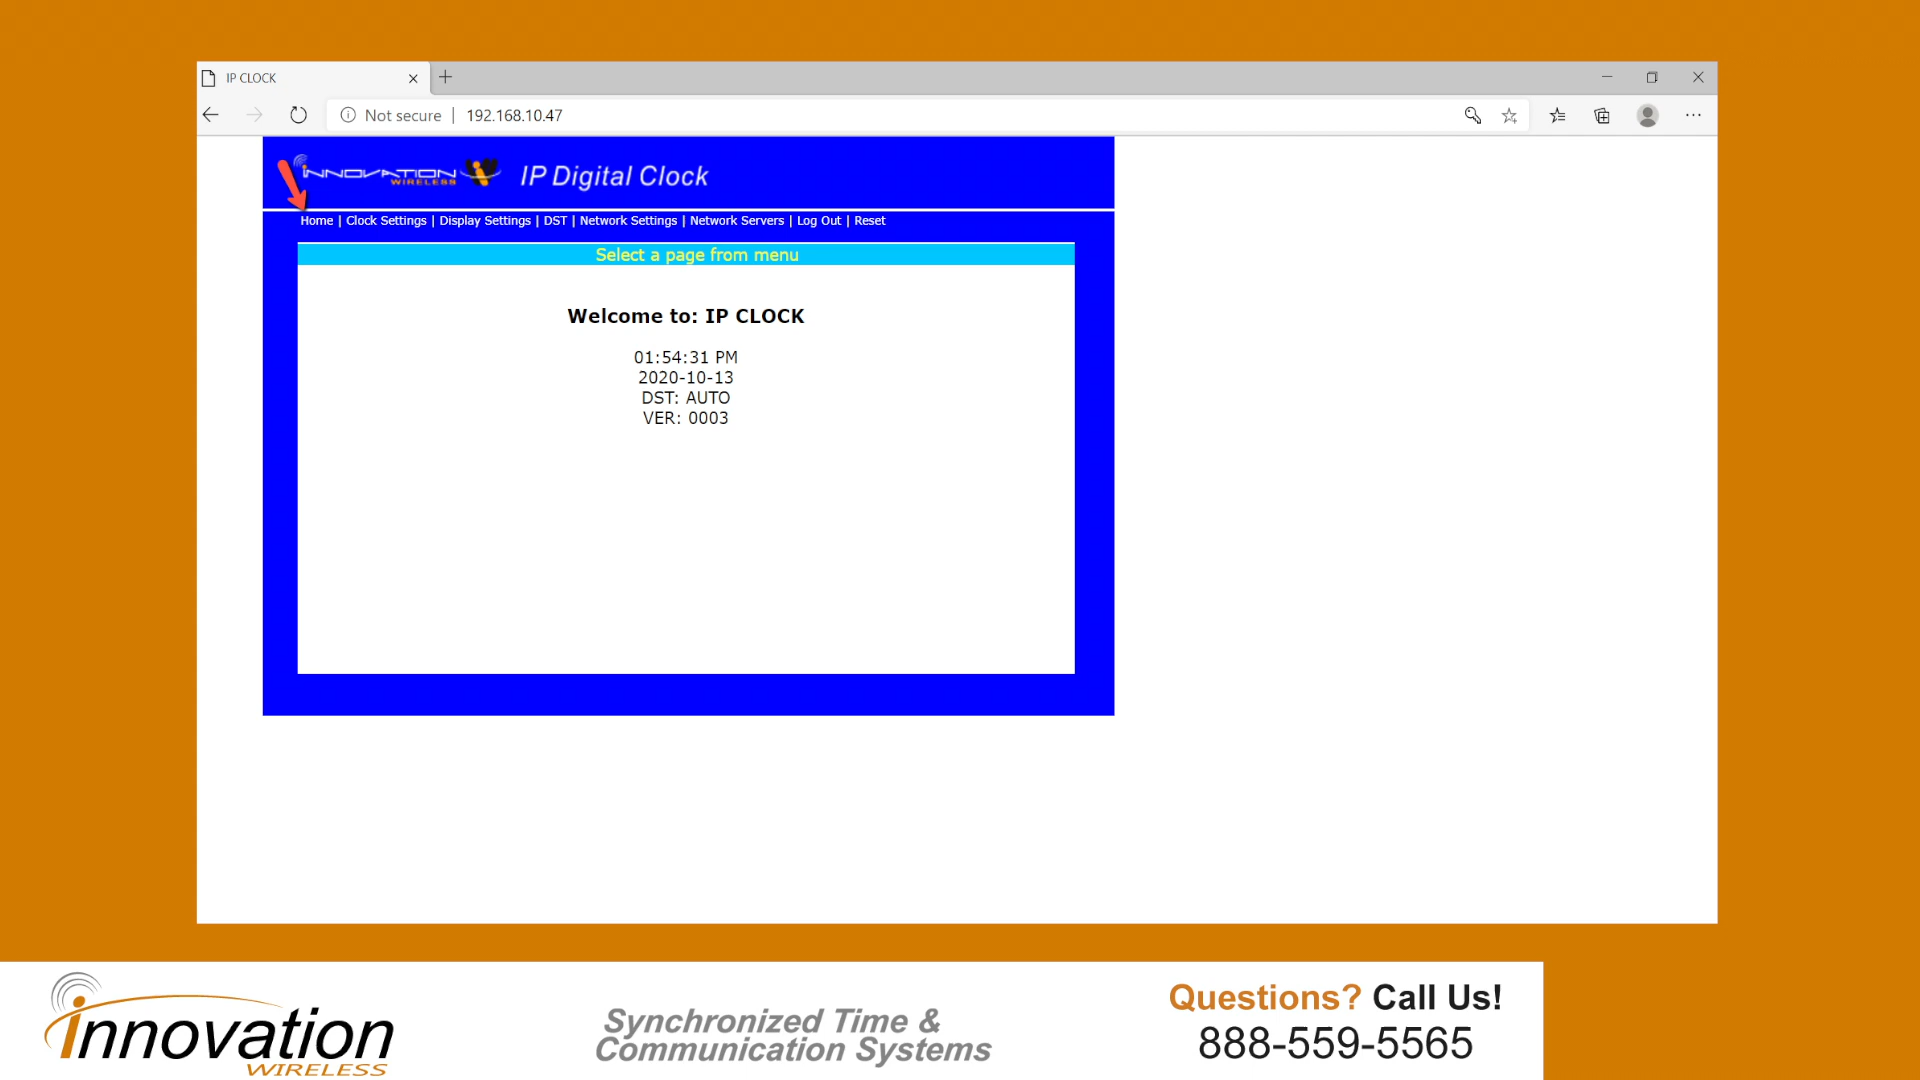 IP CLOCK
Not secure | 192.168.10.47
INNOVATION WIRELESS IP Digital Clock
Home | Clock Settings | Display Settings | DST | Network Settings | Network Servers | Log Out | Reset
Select a page from menu
Welcome to: IP CLOCK
01:54:31 PM
2020-10-13
DST: AUTO
VER: 0003
innovation
WIRELESS
Synchronized Time &
Communication Systems
Questions? Call Us!
888-559-5565